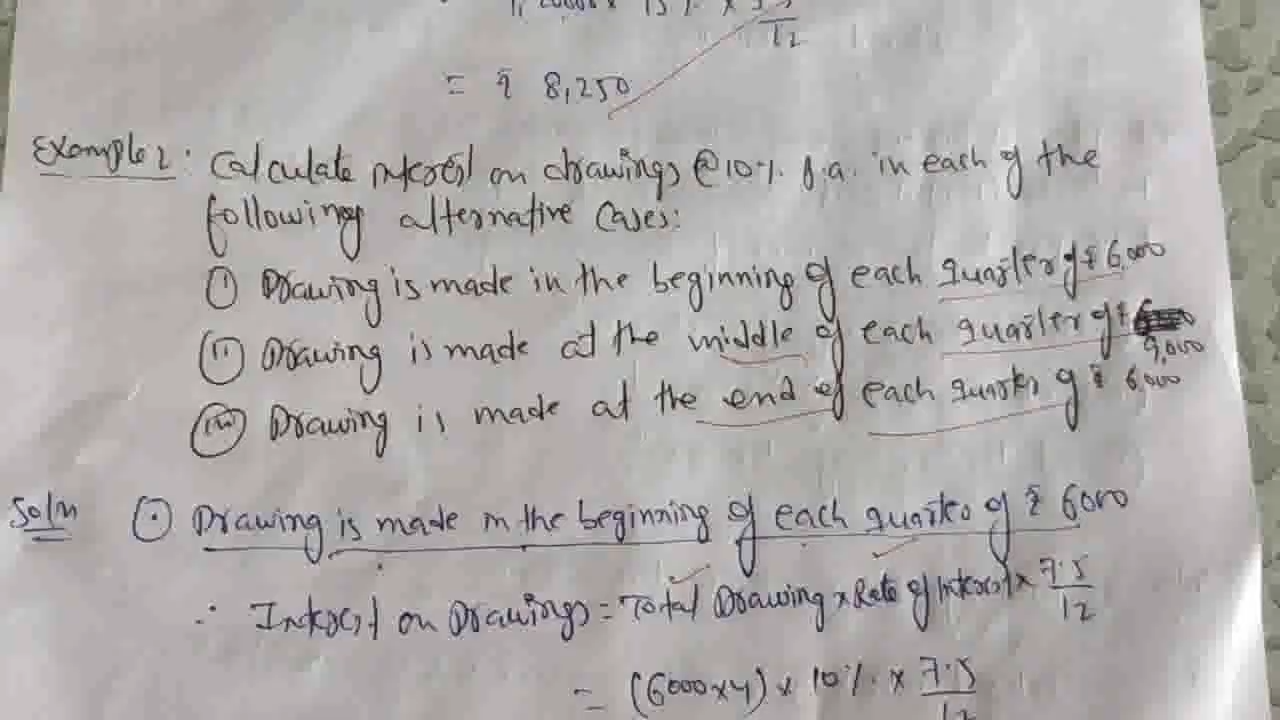 15% ×
12
= ₹ 8,250
Example 2: Calculate interest on drawings @ 10% p.a. in each of the
following alternative cases:
(i) Drawing is made in the beginning of each quarter of ₹ 6,000
(ii) Drawing is made at the middle of each quarter of ₹
9,000
(iii) Drawing is made at the end of each quarter of ₹ 6,000
Soln (i) Drawing is made in the beginning of each quarter of ₹ 6000
∴ Interest on Drawings = Total Drawing × Rate of Interest × 7.5/12
= (6000×4) × 10% × 7.5/12